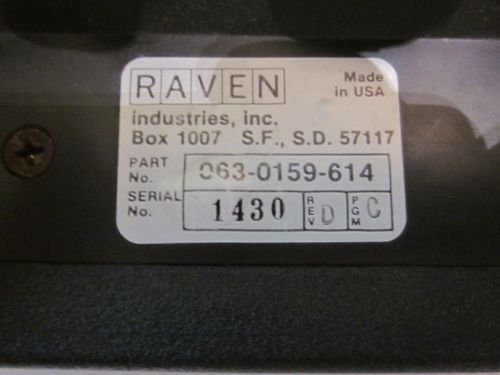 RAVEN
Made
in USA
industries, inc.
Box 1007 S.F., S.D. 57117
PART No. 063-0159-614
SERIAL No. 1430 REV D PGM C